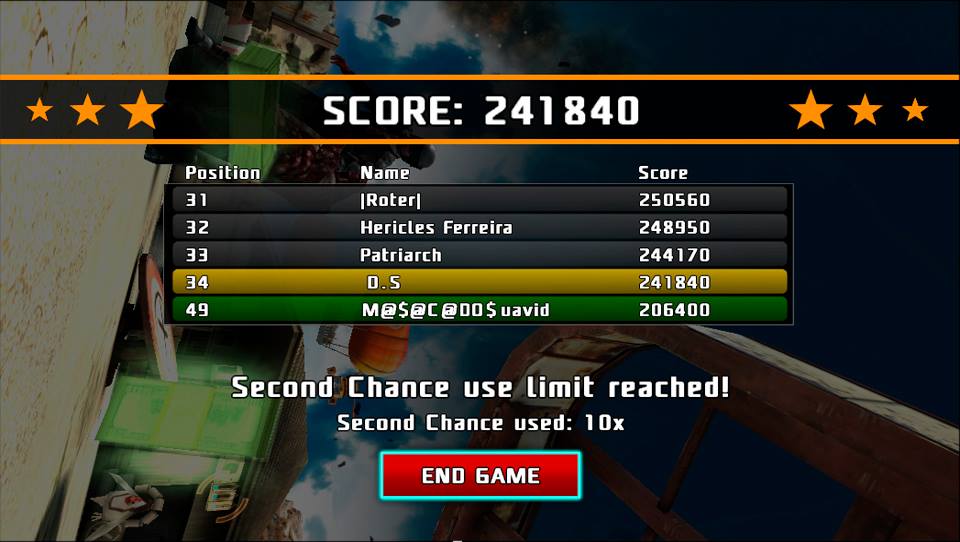 SCORE: 241840
Position Name Score
31 |Roter| 250560
32 Hericles Ferreira 248950
33 Patriarch 244170
34 D.S 241840
49 M@$@C@DO$uavid 206400
Second Chance use limit reached!
Second Chance used: 10x
END GAME